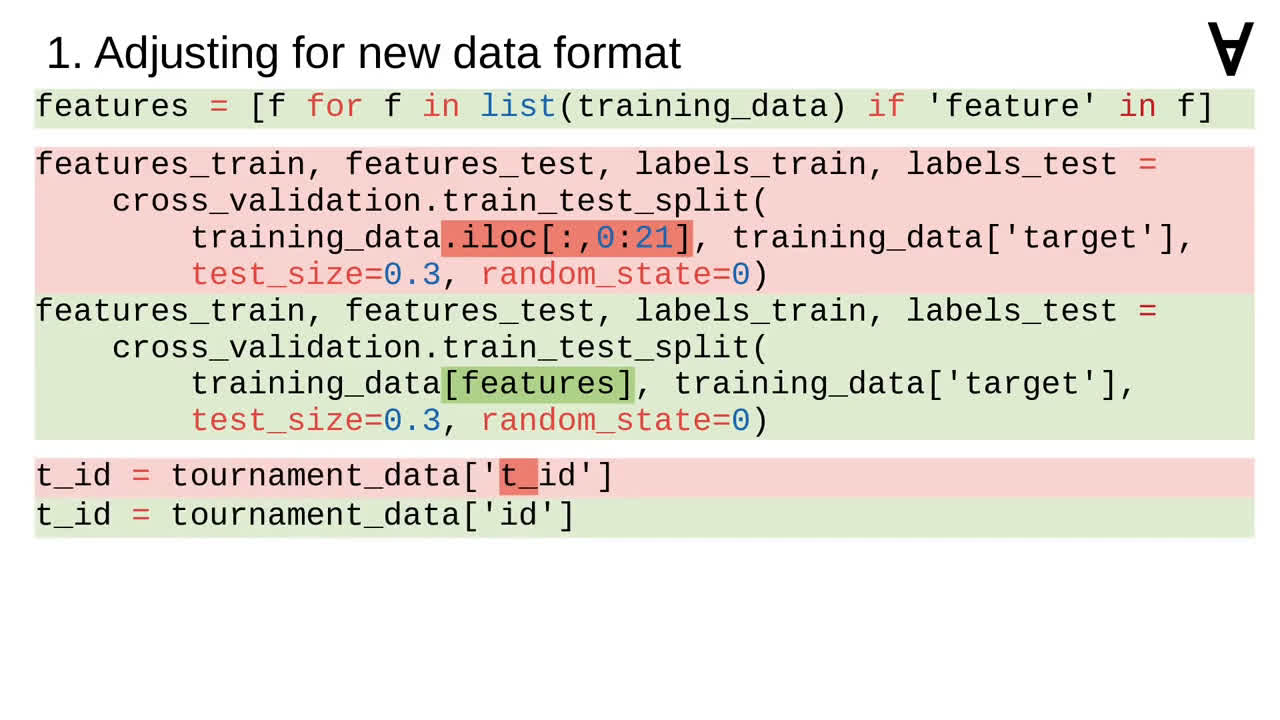 1. Adjusting for new data format
∀
features = [f for f in list(training_data) if 'feature' in f]
features_train, features_test, labels_train, labels_test =
    cross_validation.train_test_split(
        training_data.iloc[:,0:21], training_data['target'],
        test_size=0.3, random_state=0)
features_train, features_test, labels_train, labels_test =
    cross_validation.train_test_split(
        training_data[features], training_data['target'],
        test_size=0.3, random_state=0)
t_id = tournament_data['t_id']
t_id = tournament_data['id']